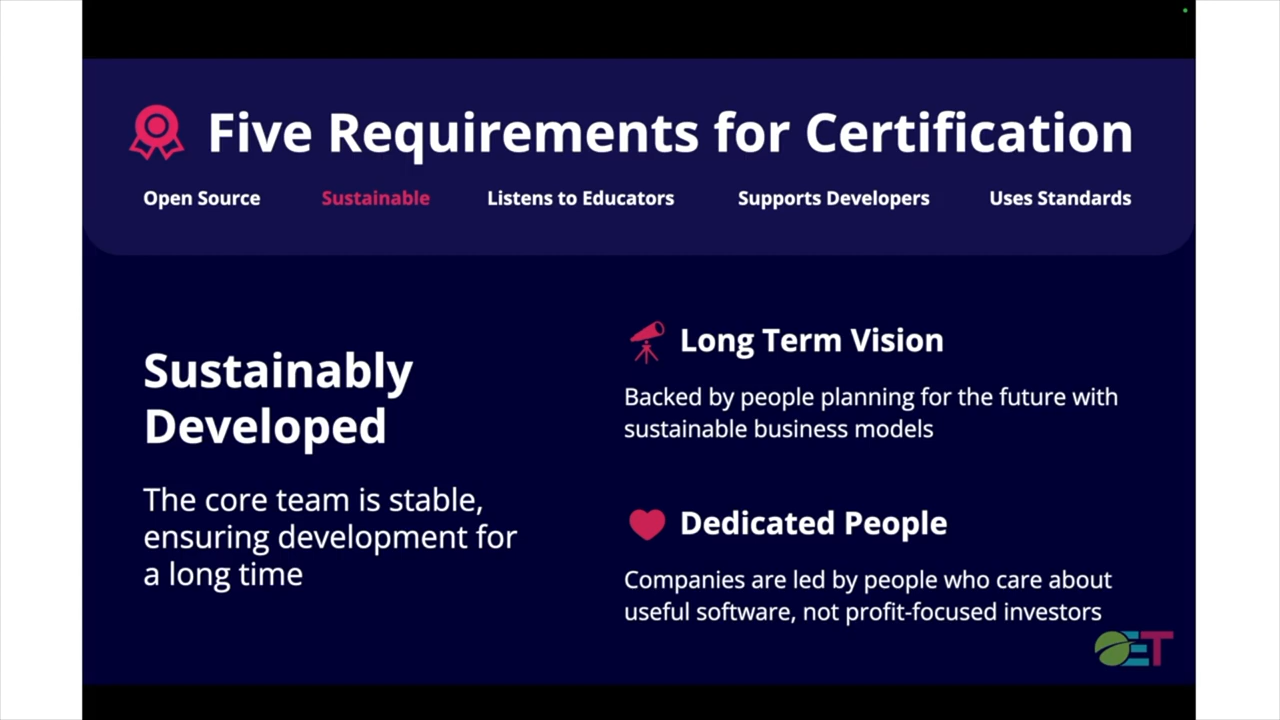 Five Requirements for Certification
Open Source Sustainable Listens to Educators Supports Developers Uses Standards
Sustainably
Developed
The core team is stable,
ensuring development for
a long time
Long Term Vision
Backed by people planning for the future with
sustainable business models
Dedicated People
Companies are led by people who care about
useful software, not profit-focused investors
OET